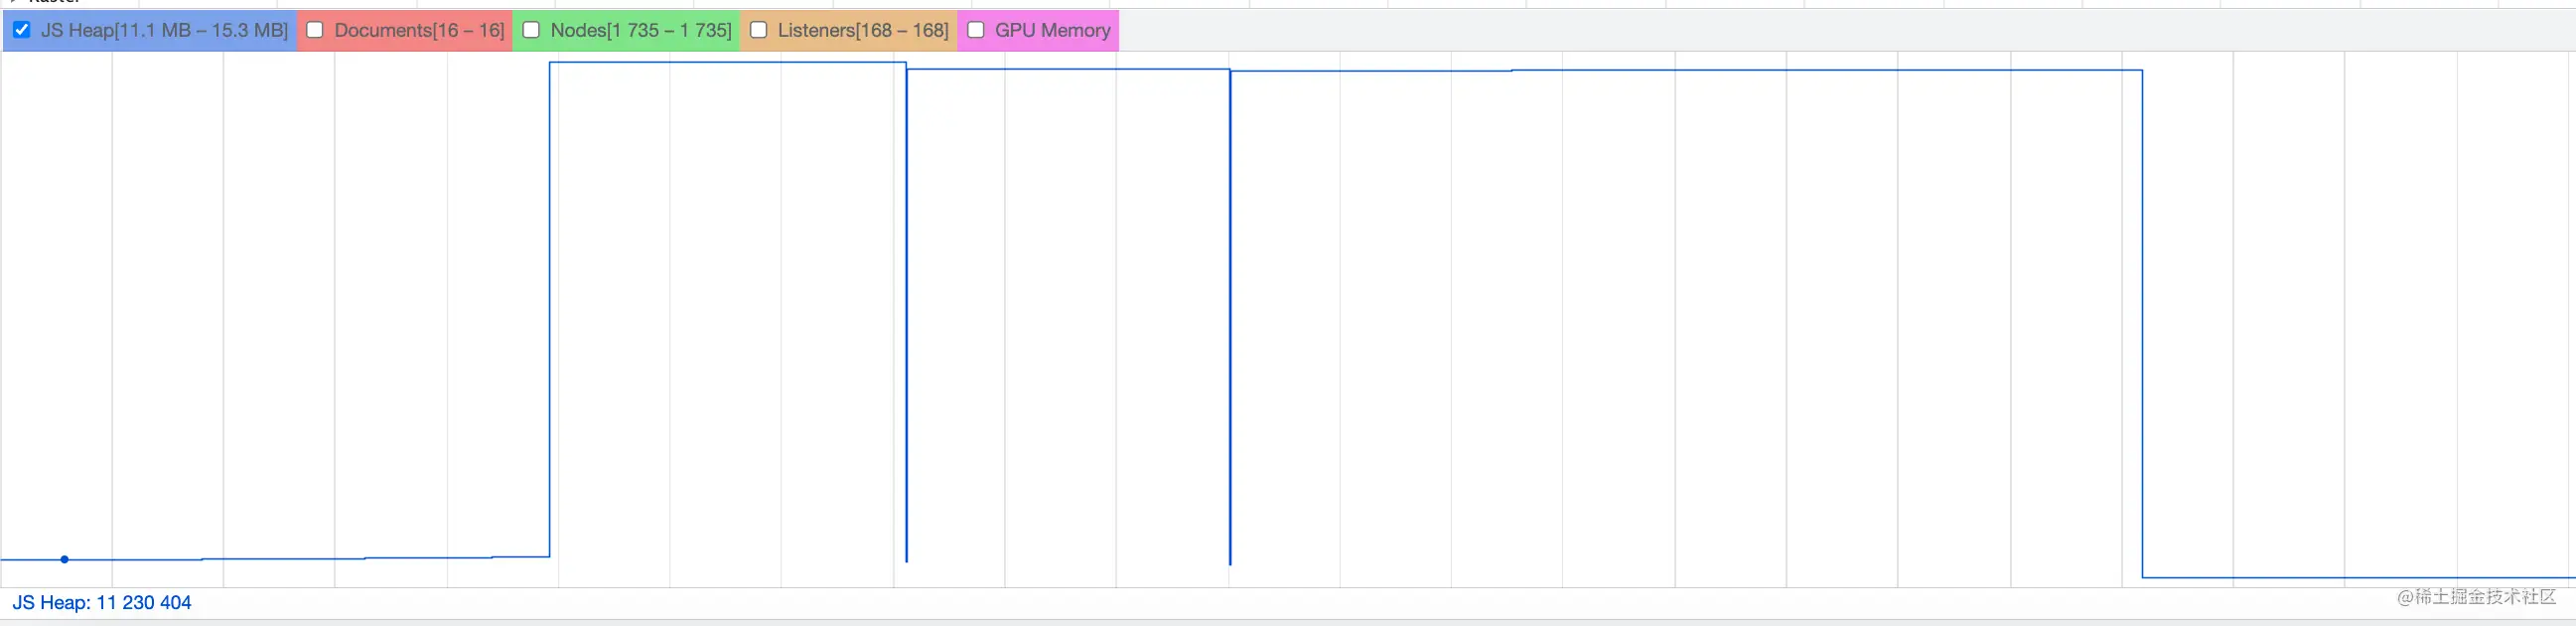 Raster
JS Heap[11.1 MB – 15.3 MB] Documents[16 – 16] Nodes[1 735 – 1 735] Listeners[168 – 168] GPU Memory
JS Heap: 11 230 404
@稀土掘金技术社区